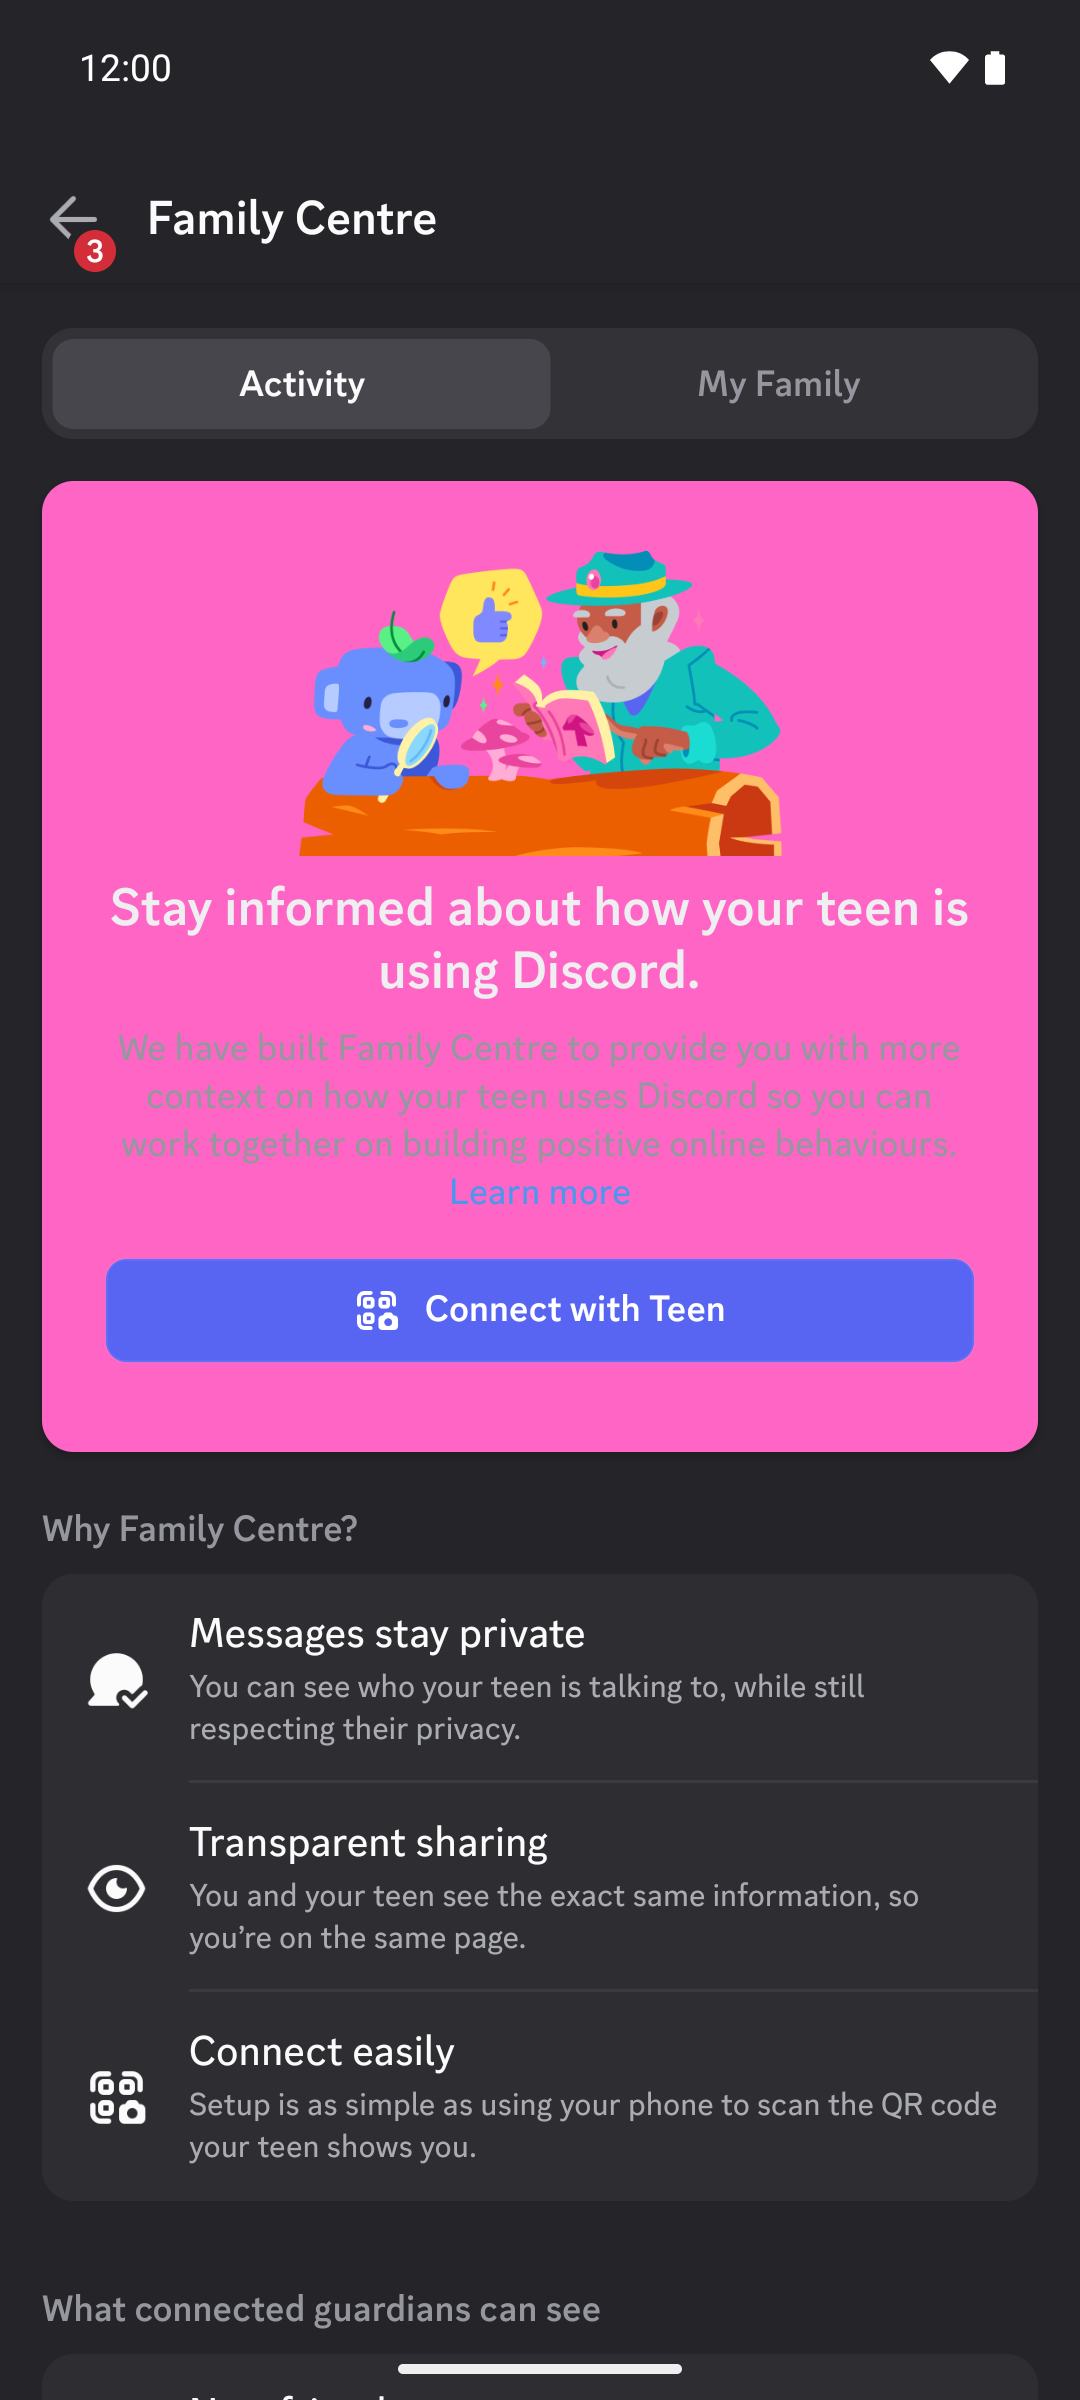 12:00
Family Centre
3
Activity
My Family
Stay informed about how your teen is
using Discord.
We have built Family Centre to provide you with more
context on how your teen uses Discord so you can
work together on building positive online behaviours.
Learn more
Connect with Teen
Why Family Centre?
Messages stay private
You can see who your teen is talking to, while still
respecting their privacy.
Transparent sharing
You and your teen see the exact same information, so
you’re on the same page.
Connect easily
Setup is as simple as using your phone to scan the QR code
your teen shows you.
What connected guardians can see